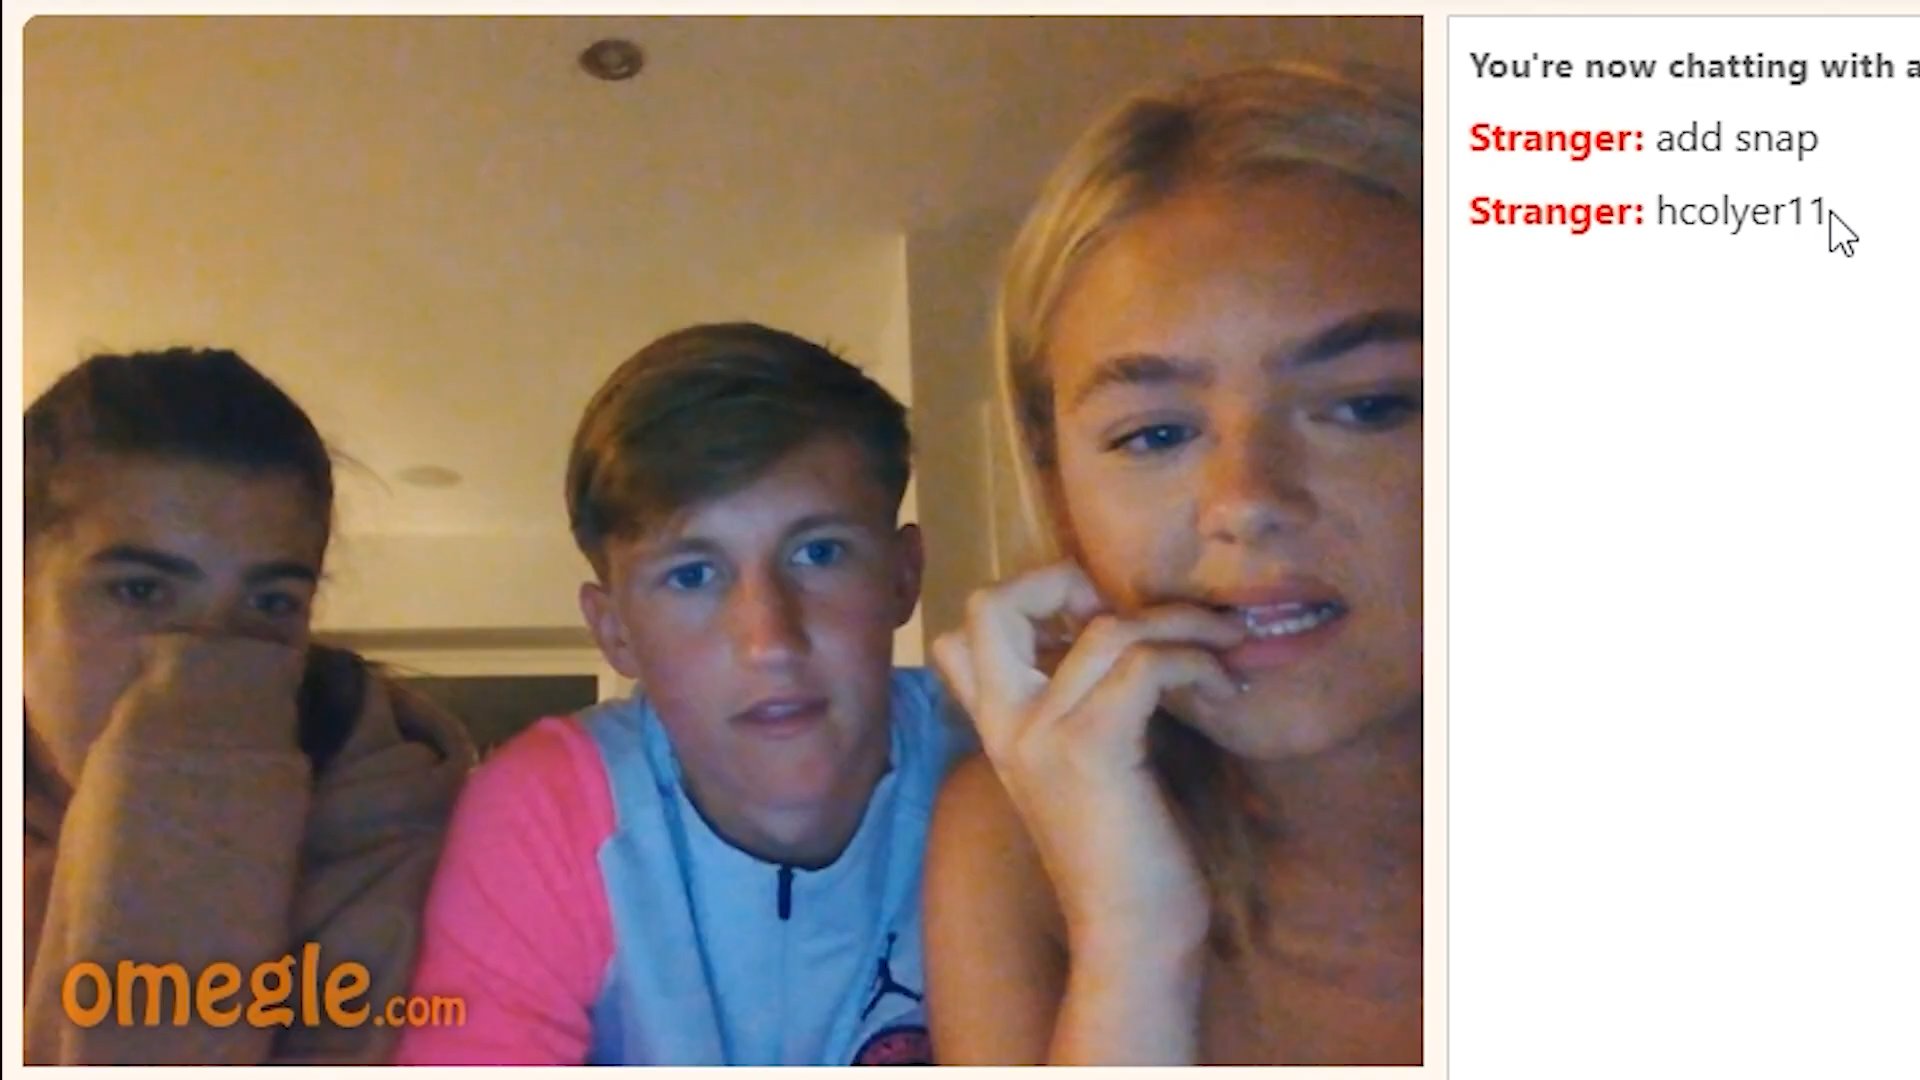 You're now chatting with a
Stranger: add snap
Stranger: hcolyer11
omegle.com